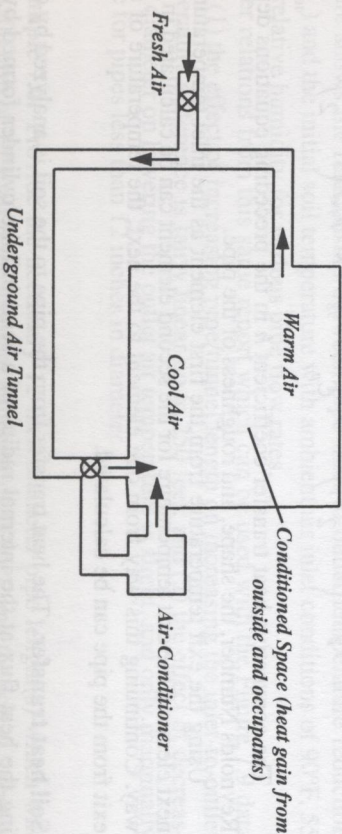 Conditioned Space (heat gain from
outside and occupants)
Warm Air
Cool Air
Air-Conditioner
Fresh Air
Underground Air Tunnel